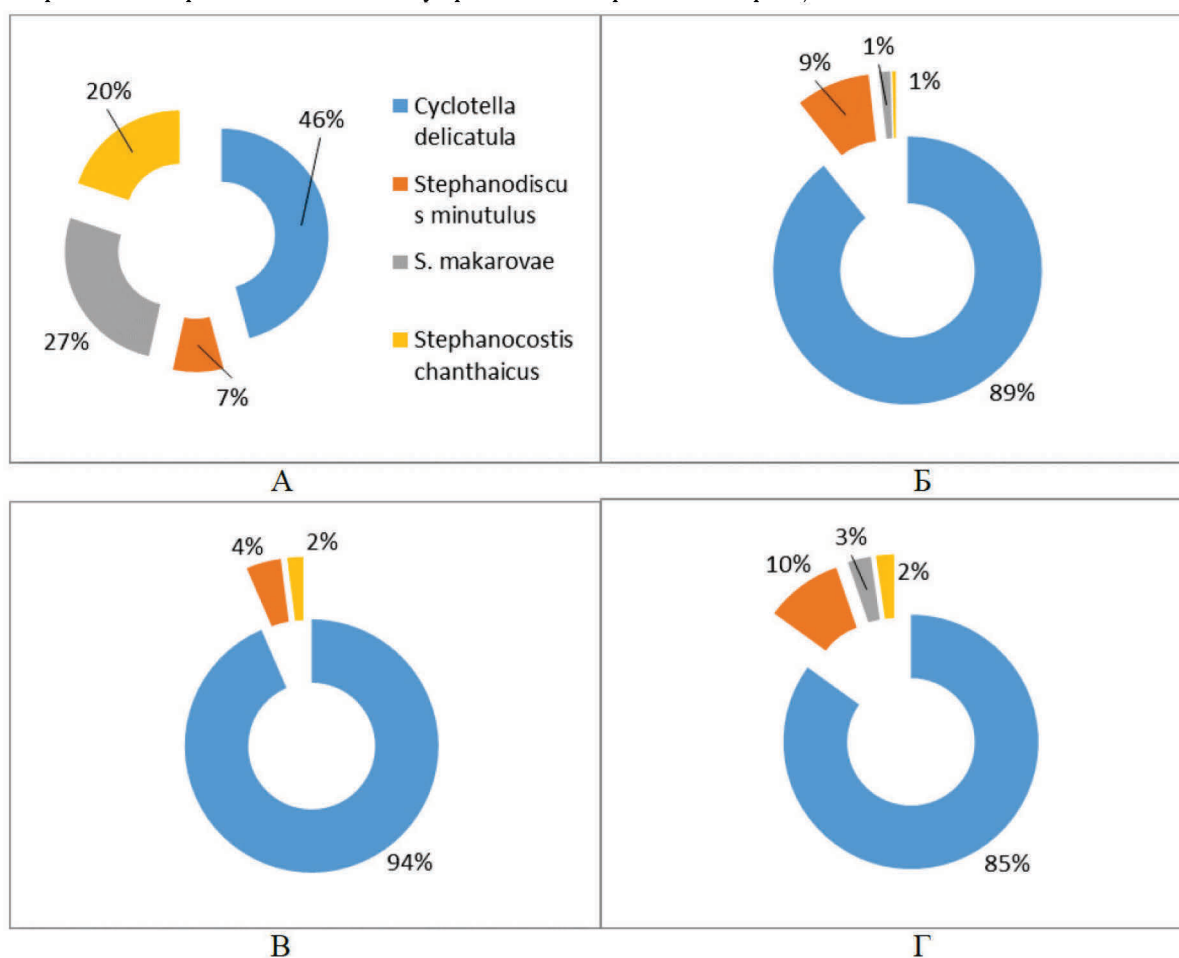 20%
46%
27%
7%
Cyclotella
delicatula
Stephanodiscu
s minutulus
S. makarovae
Stephanocostis
chanthaicus
А
9%
1%
1%
89%
Б
4%
2%
94%
В
10%
3%
2%
85%
Г